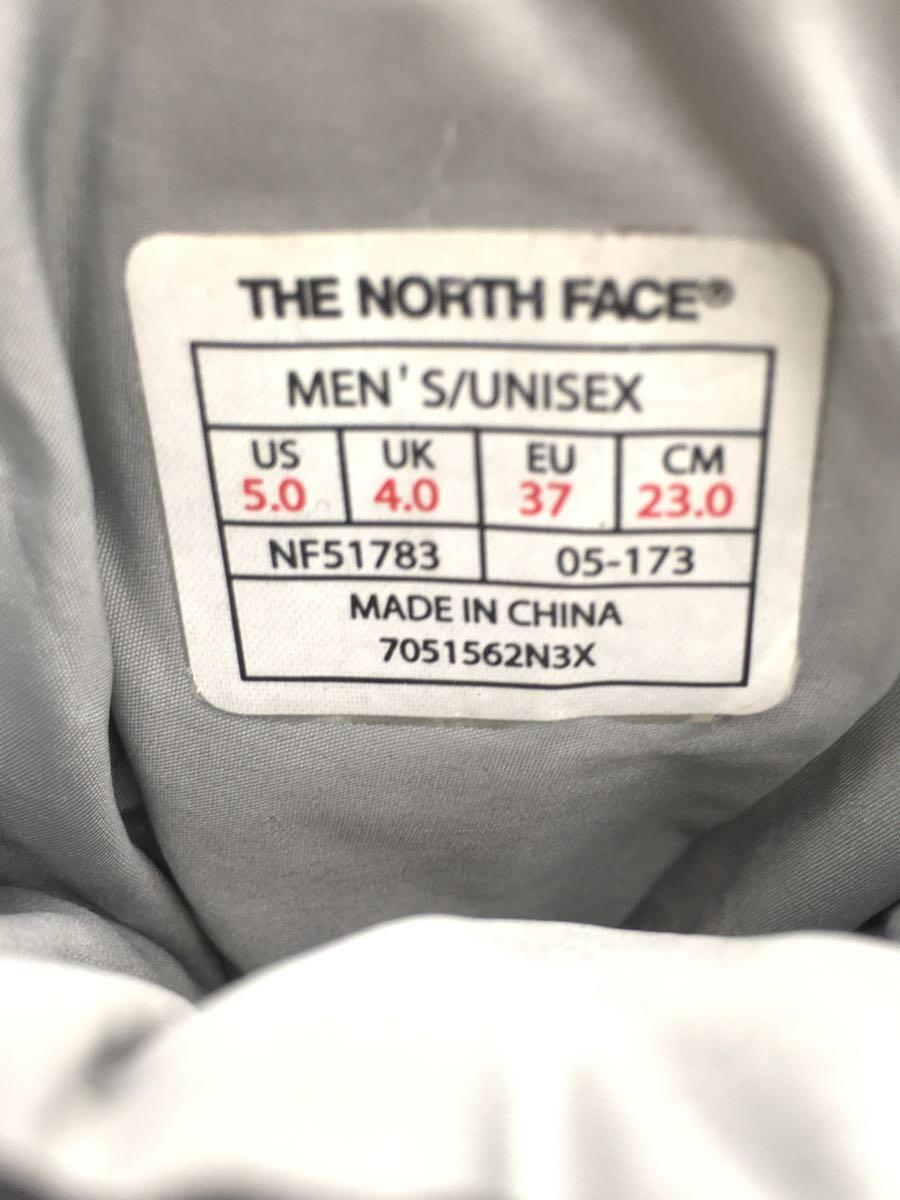 THE NORTH FACE®
MEN'S/UNISEX
US UK EU CM
5.0 4.0 37 23.0
NF51783 05-173
MADE IN CHINA
7051562N3X